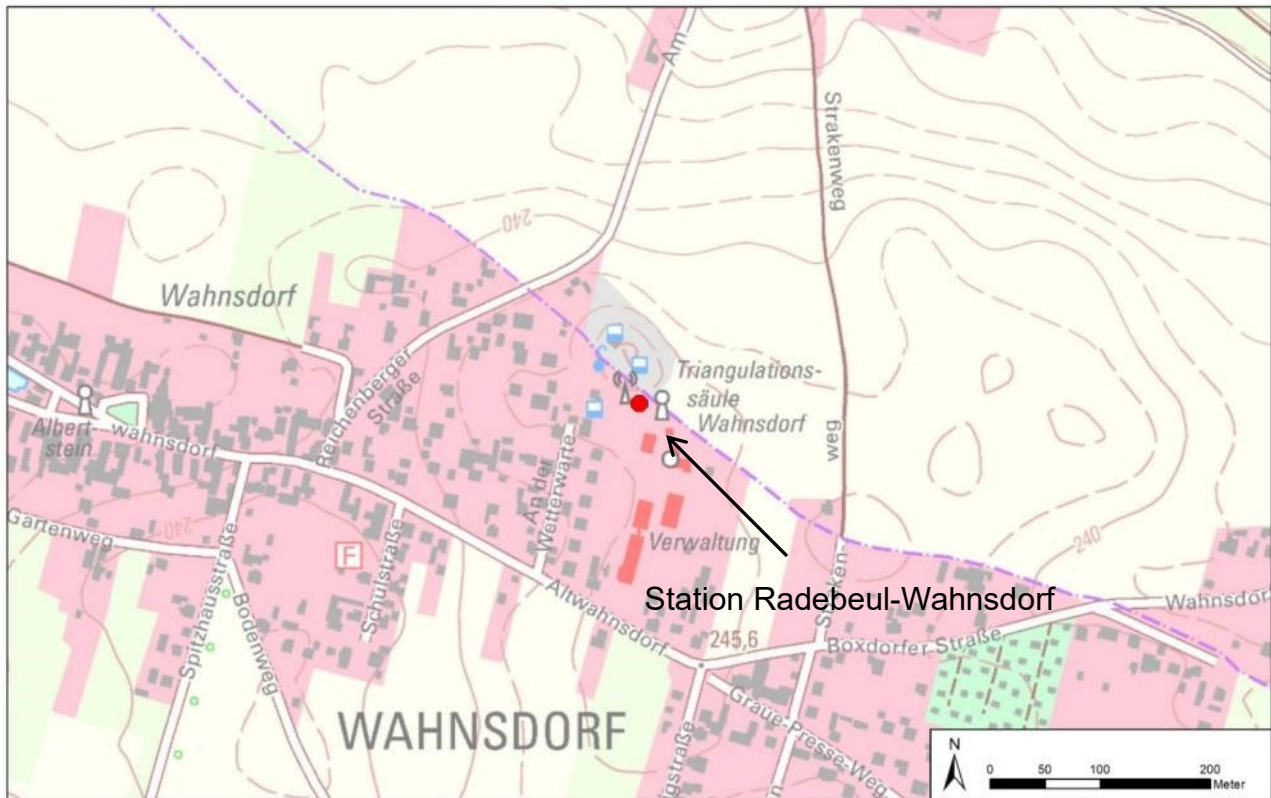 Am
Strakenweg
240
Wahnsdorf
Reichenberger
Straße
Triangulations-
säule
Wahnsdorf
Albert-
stein
wahnsdorf
weg
An der
Wetterwarte
Gartenweg
240
F
Schulstraße
Spitzhausstraße
Bodenweg
Verwaltung
240
Altwahnsdorf
Station Radebeul-Wahnsdorf
Straken
245,6
Boxdorfer Straße
Wahnsdorf
WAHNSDORF
Graue-Presse-Weg
N
0 50 100 200
Meter